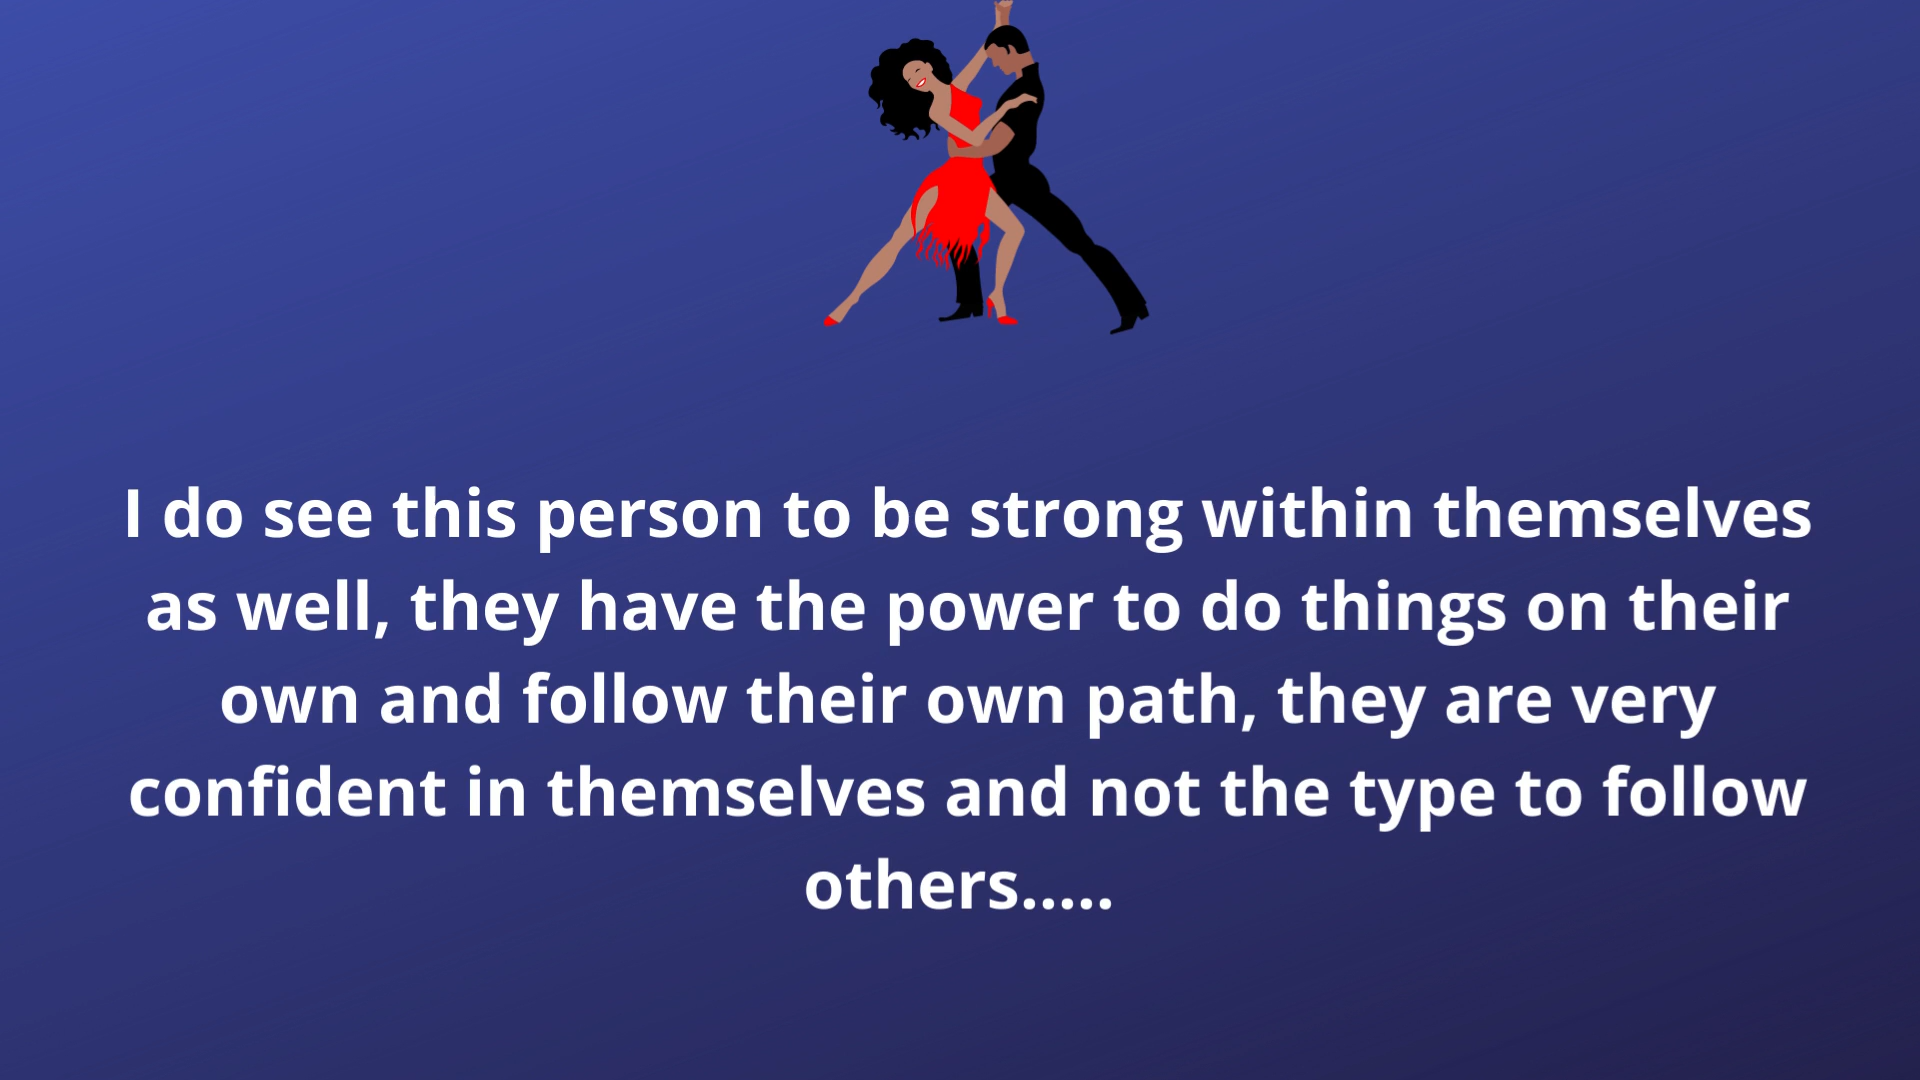 I do see this person to be strong within themselves
as well, they have the power to do things on their
own and follow their own path, they are very
confident in themselves and not the type to follow
others.....